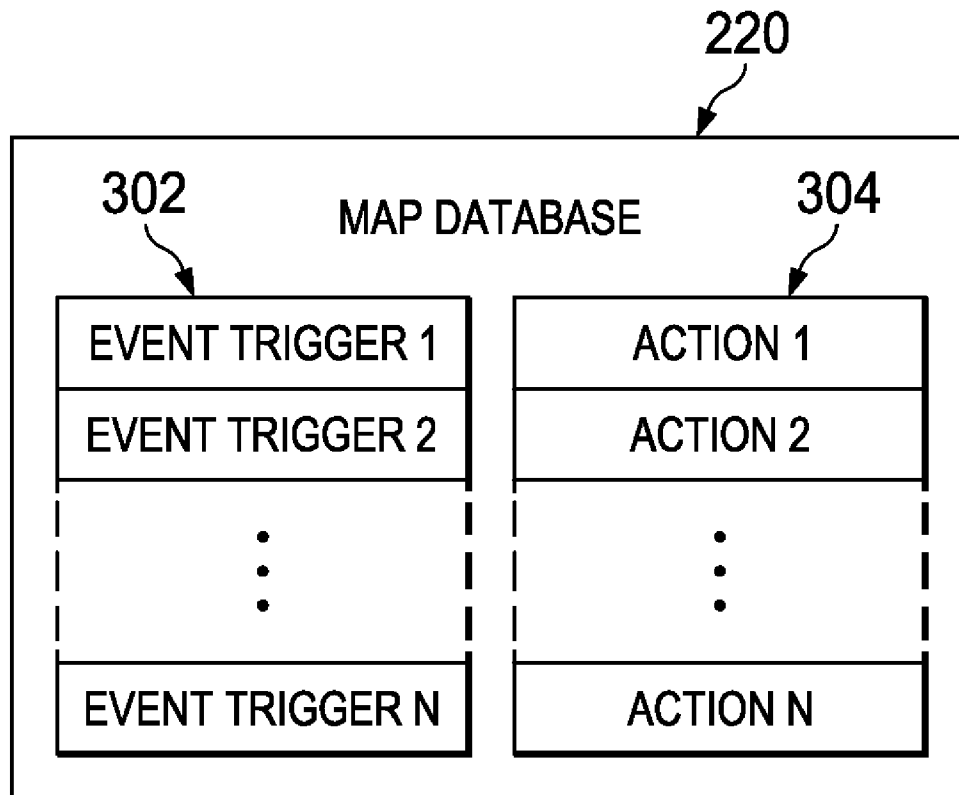 220
302
MAP DATABASE
304
EVENT TRIGGER 1
ACTION 1
EVENT TRIGGER 2
ACTION 2
EVENT TRIGGER N
ACTION N